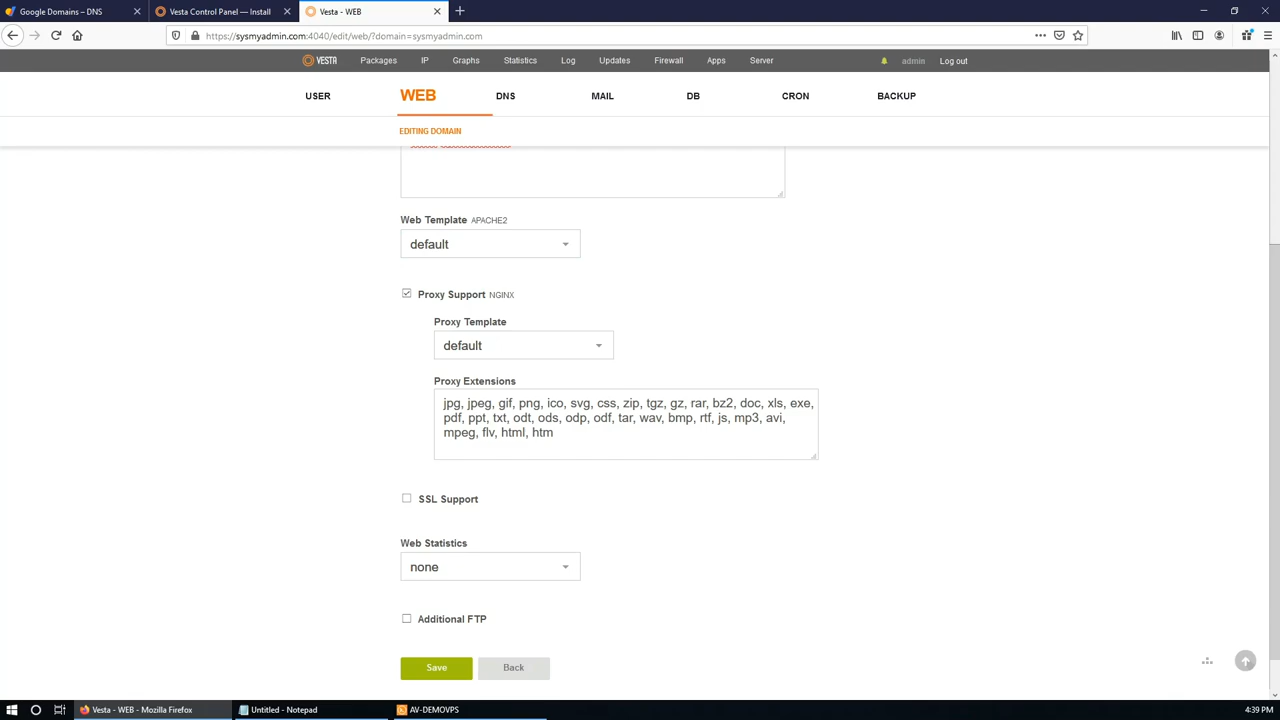 Google Domains – DNS
Vesta Control Panel — Install
Vesta - WEB
https://sysmyadmin.com:4040/edit/web/?domain=sysmyadmin.com
VESTA Packages IP Graphs Statistics Log Updates Firewall Apps Server admin Log out
USER WEB DNS MAIL DB CRON BACKUP
EDITING DOMAIN
Web Template APACHE2
default
Proxy Support NGINX
Proxy Template
default
Proxy Extensions
jpg, jpeg, gif, png, ico, svg, css, zip, tgz, gz, rar, bz2, doc, xls, exe,
pdf, ppt, txt, odt, ods, odp, odf, tar, wav, bmp, rtf, js, mp3, avi,
mpeg, flv, html, htm
SSL Support
Web Statistics
none
Additional FTP
Save Back
Vesta - WEB - Mozilla Firefox
Untitled - Notepad
AV-DEMOVPS
4:39 PM